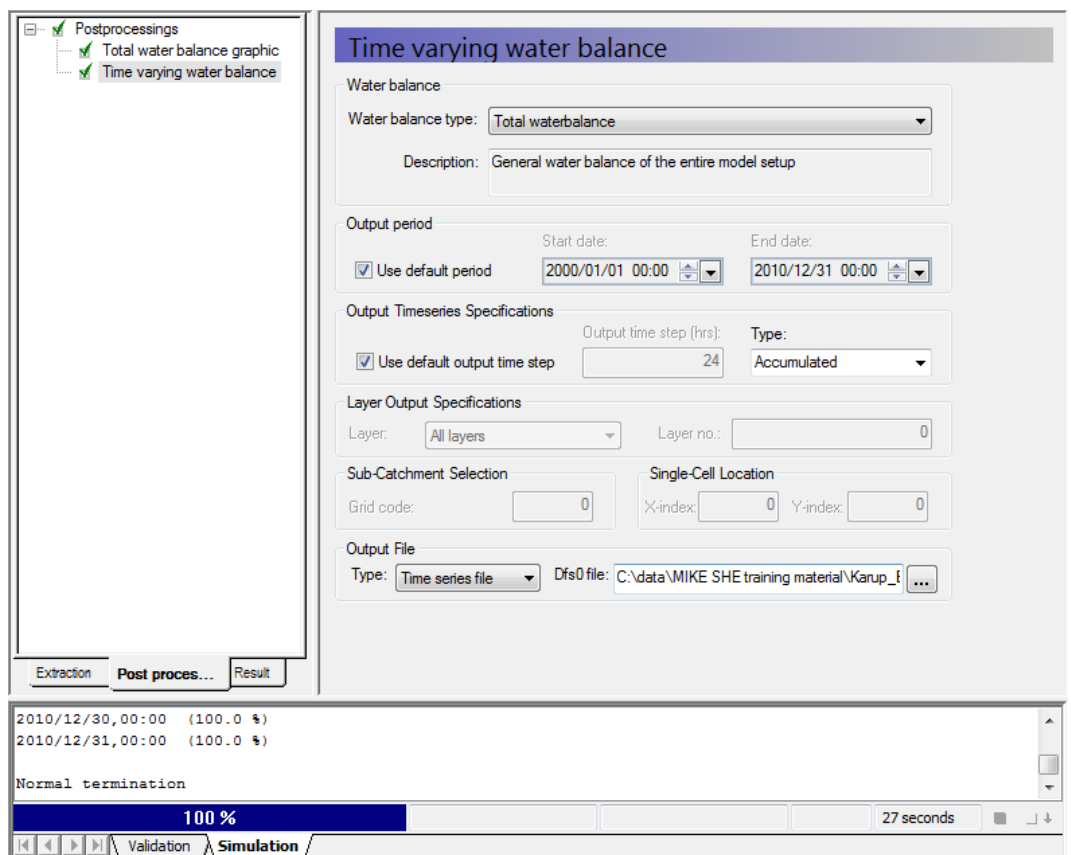 Postprocessings
Total water balance graphic
Time varying water balance
Extraction Post proces... Result
Time varying water balance
Water balance
Water balance type: Total waterbalance
Description: General water balance of the entire model setup
Output period
Start date: End date:
Use default period 2000/01/01 00:00 2010/12/31 00:00
Output Timeseries Specifications
Output time step (hrs): Type:
Use default output time step 24 Accumulated
Layer Output Specifications
Layer: All layers Layer no.: 0
Sub-Catchment Selection Single-Cell Location
Grid code: 0 X-index: 0 Y-index: 0
Output File
Type: Time series file Dfs0 file: C:\data\MIKE SHE training material\Karup_ ...
2010/12/30,00:00 (100.0 %)
2010/12/31,00:00 (100.0 %)
Normal termination
100 % 27 seconds
Validation Simulation